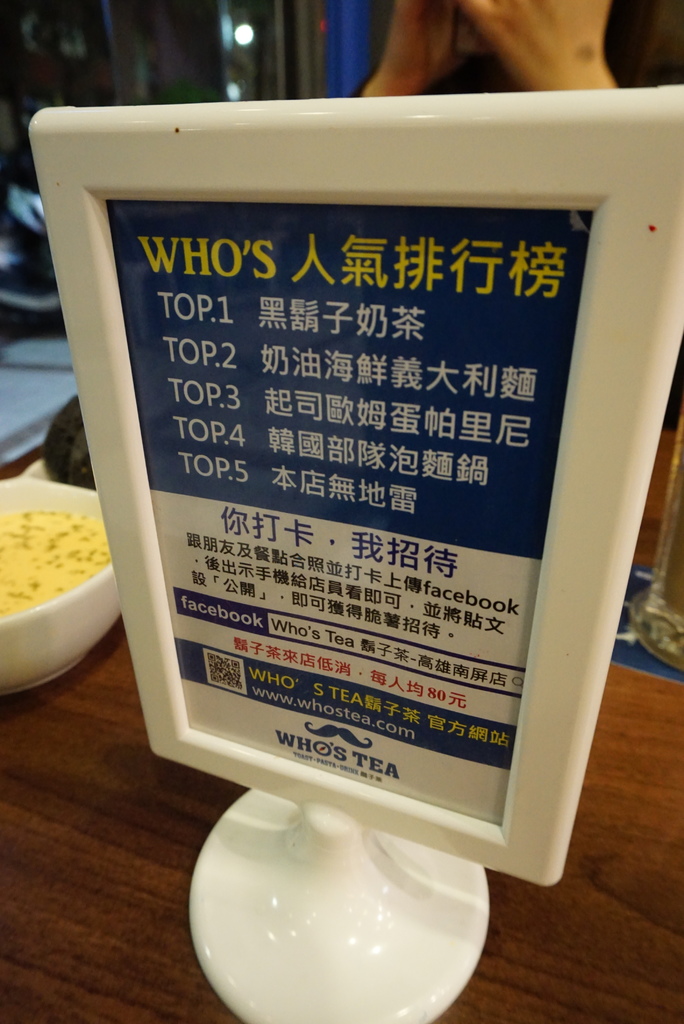 WHO'S 人氣排行榜
TOP.1 黑鬍子奶茶
TOP.2 奶油海鮮義大利麵
TOP.3 起司歐姆蛋帕里尼
TOP.4 韓國部隊泡麵鍋
TOP.5 本店無地雷
你打卡，我招待
跟朋友及餐點合照並打卡上傳facebook
，後出示手機給店員看即可，並將貼文
設「公開」，即可獲得脆薯招待。
facebook Who's Tea 鬍子茶-高雄南屏店
鬍子茶來店低消，每人均80元
WHO'S TEA鬍子茶 官方網站
www.whostea.com
WHO'S TEA
TOAST·PASTA·DRINK 鬍子茶